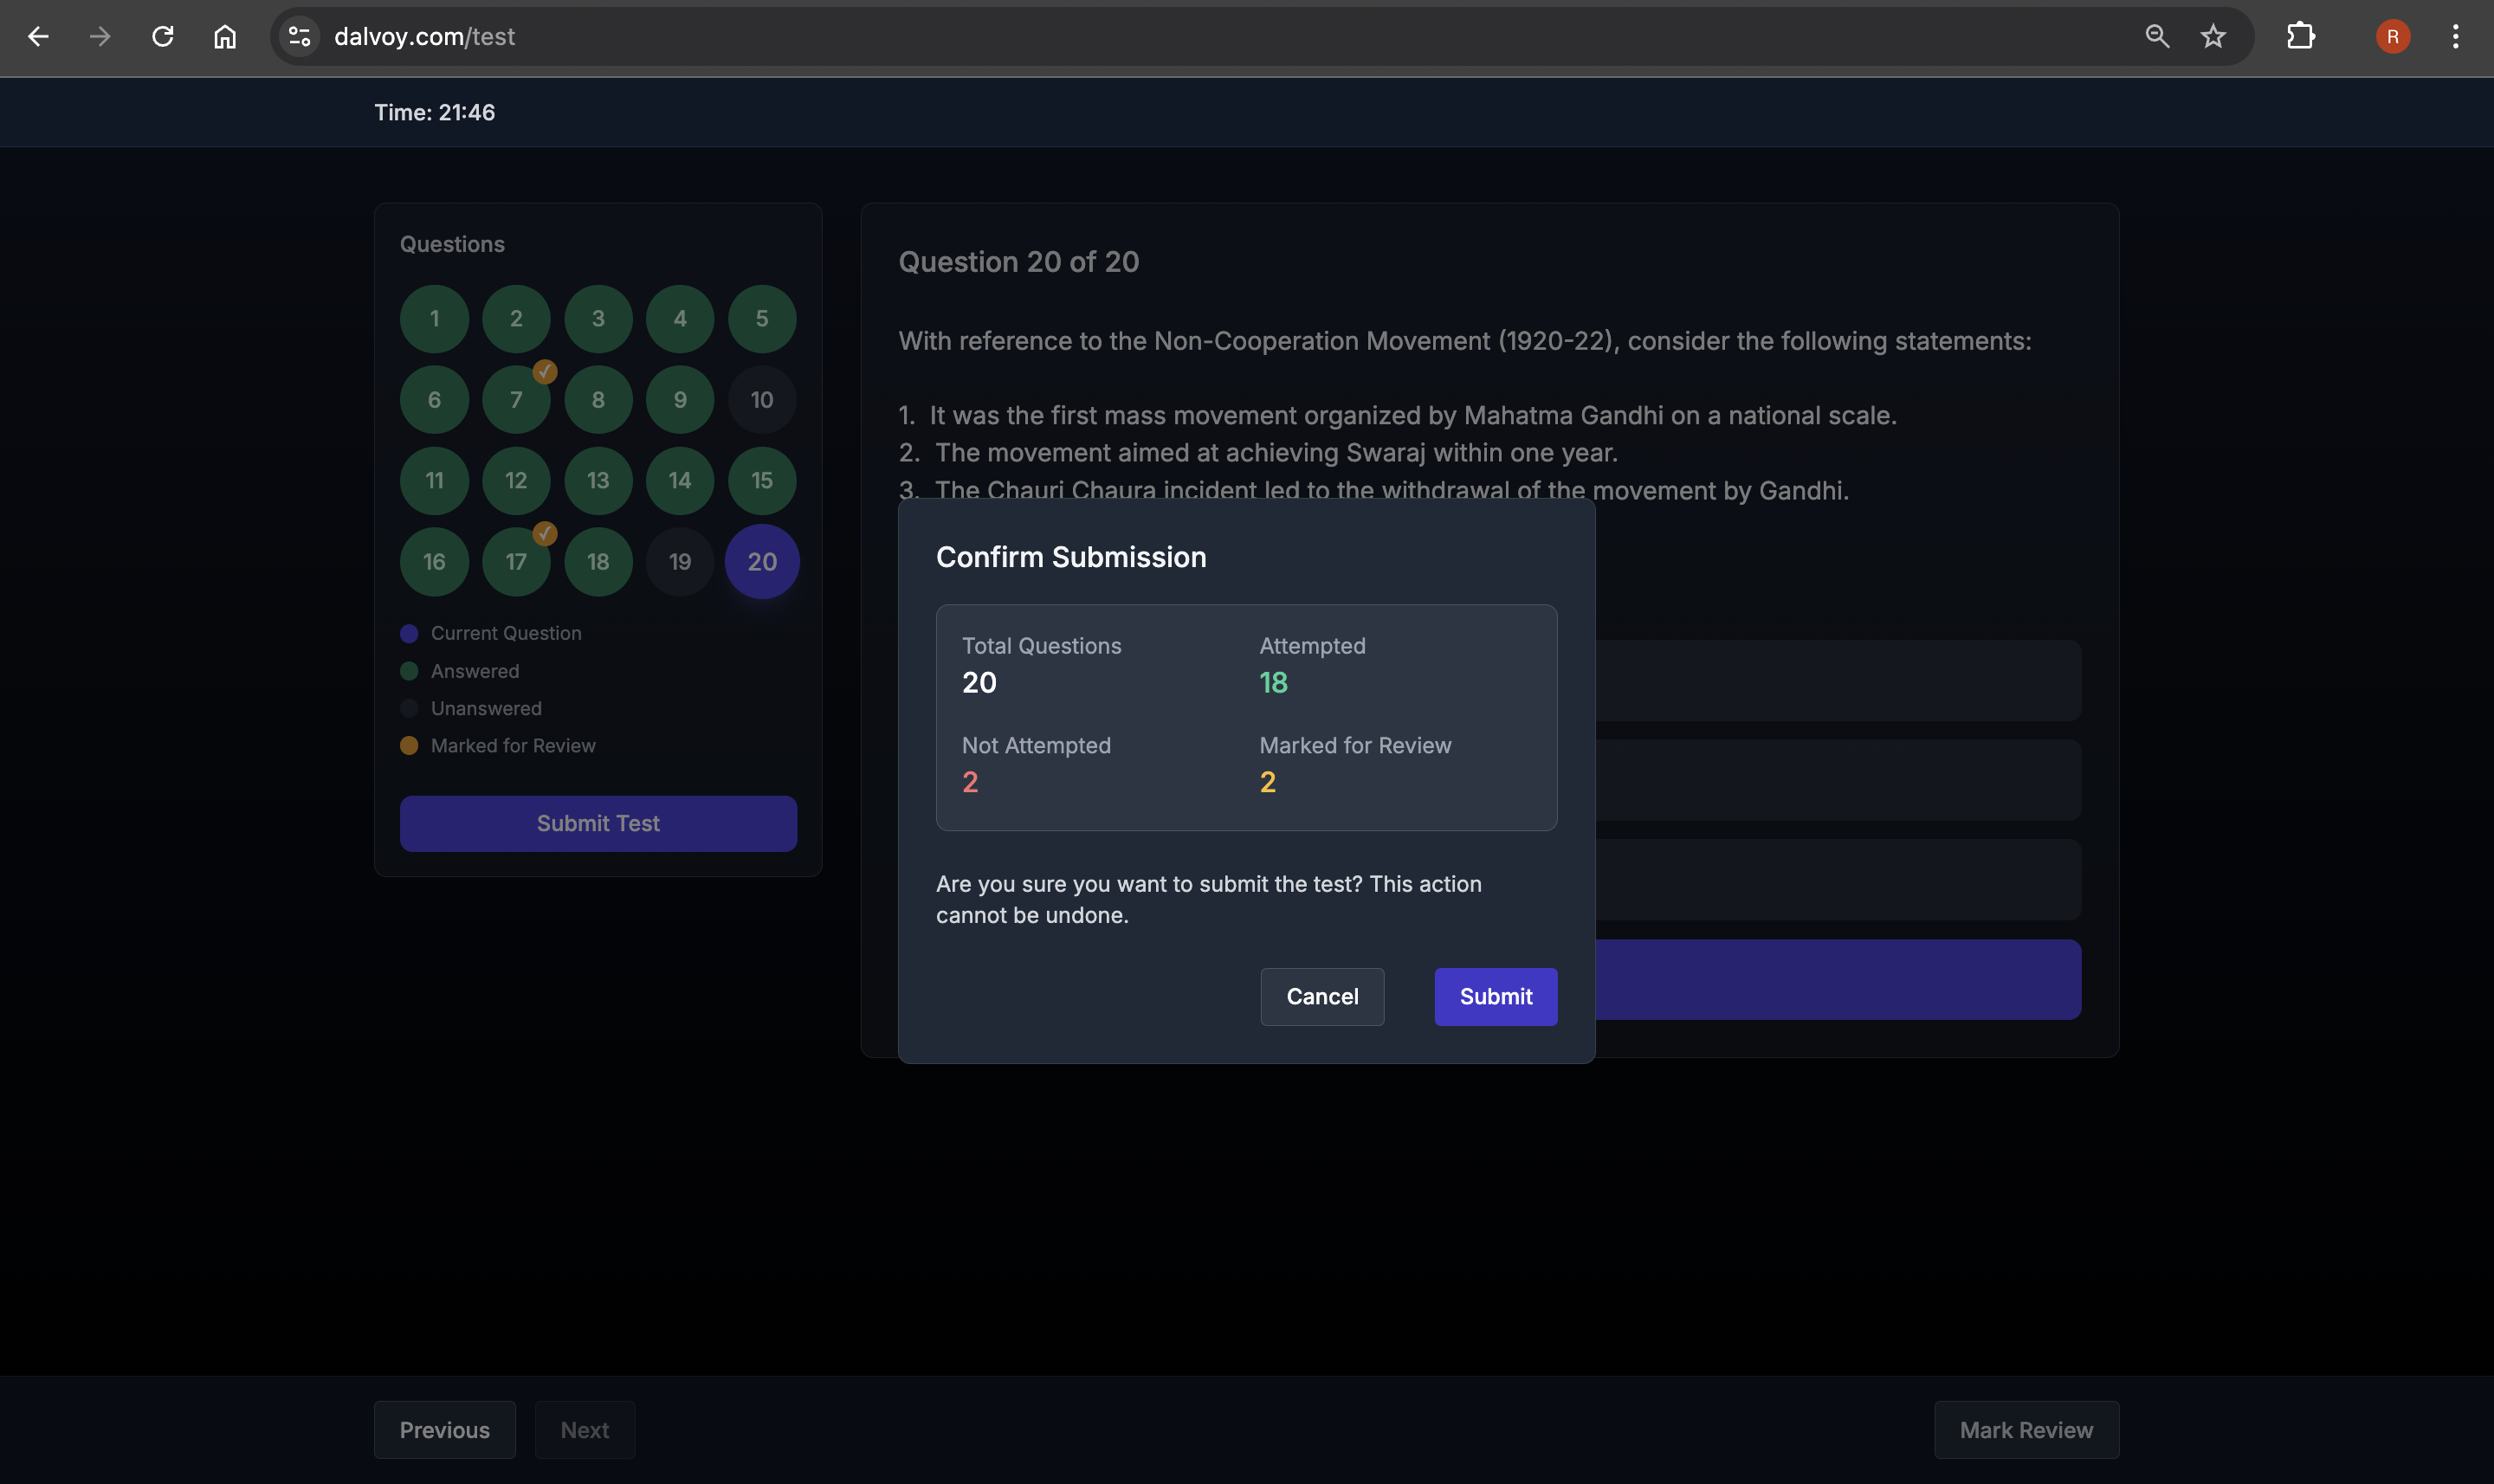 dalvoy.com/test
R
Time: 21:46
Questions
1 2 3 4 5
6 7 8 9 10
11 12 13 14 15
16 17 18 19 20
Current Question
Answered
Unanswered
Marked for Review
Submit Test
Question 20 of 20
With reference to the Non-Cooperation Movement (1920-22), consider the following statements:
1. It was the first mass movement organized by Mahatma Gandhi on a national scale.
2. The movement aimed at achieving Swaraj within one year.
3. The Chauri Chaura incident led to the withdrawal of the movement by Gandhi.
Confirm Submission
Total Questions Attempted
20 18
Not Attempted Marked for Review
2 2
Are you sure you want to submit the test? This action
cannot be undone.
Cancel Submit
Previous Next Mark Review